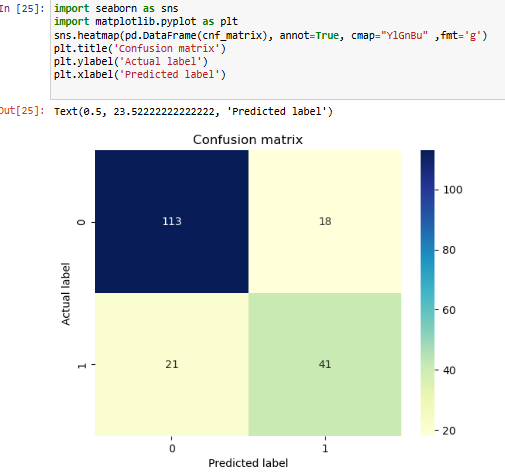 In [25]: import seaborn as sns
import matplotlib.pyplot as plt
sns.heatmap(pd.DataFrame(cnf_matrix), annot=True, cmap="YlGnBu" ,fmt='g')
plt.title('Confusion matrix')
plt.ylabel('Actual label')
plt.xlabel('Predicted label')
Out[25]: Text(0.5, 23.52222222222222, 'Predicted label')
Confusion matrix
Actual label
0
113
18
1
21
41
0
1
Predicted label
100
80
60
40
20